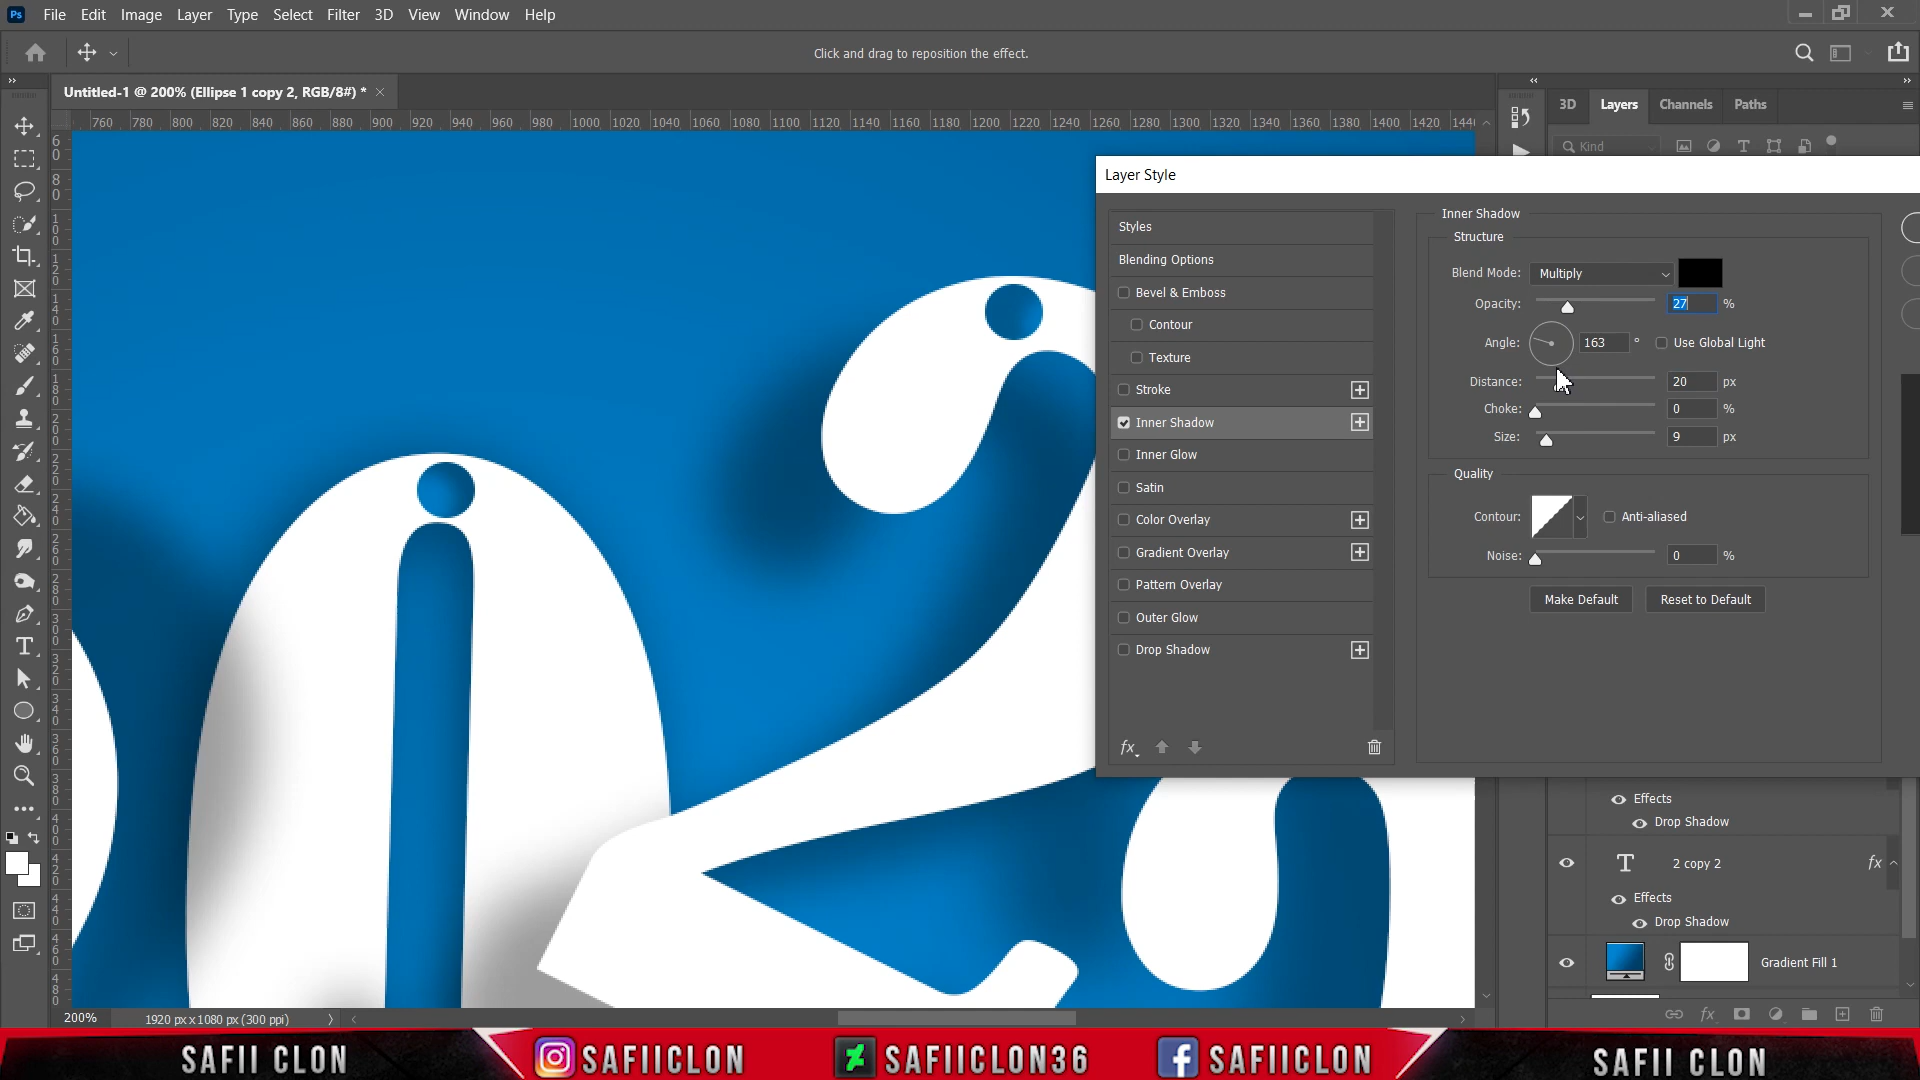 Ps File Edit Image Layer Type Select Filter 3D View Window Help
Click and drag to reposition the effect.
Untitled-1 @ 200% (Ellipse 1 copy 2, RGB/8#) *
3D Layers Channels Paths
760 780 800 820 840 860 880 900 920 940 960 980 1000 1020 1040 1060 1080 1100 1120 1140 1160 1180 1200 1220 1240 1260 1280 1300 1320 1340 1360 1380 1400 1420 144
Kind
Layer Style
Styles
Blending Options
Bevel & Emboss
Contour
Texture
Stroke
Inner Shadow
Inner Glow
Satin
Color Overlay
Gradient Overlay
Pattern Overlay
Outer Glow
Drop Shadow
fx
Inner Shadow
Structure
Blend Mode: Multiply
Opacity: 27 %
Angle: 163 ° Use Global Light
Distance: 20 px
Choke: 0 %
Size: 9 px
Quality
Contour: Anti-aliased
Noise: 0 %
Make Default Reset to Default
Effects
Drop Shadow
T 2 copy 2 fx
Effects
Drop Shadow
Gradient Fill 1
fx
200% 1920 px x 1080 px (300 ppi)
SAFII CLON SAFIICLON SAFIICLON36 SAFIICLON SAFII CLON